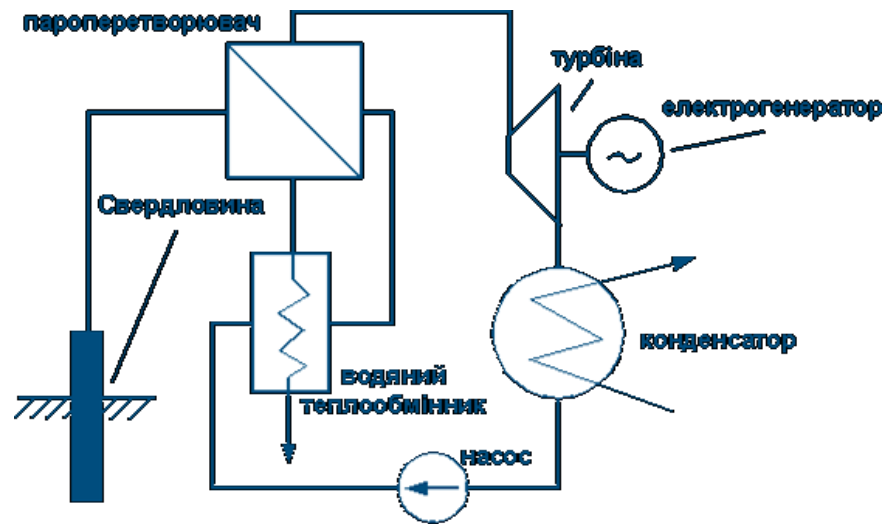 пароперетворювач
турбіна
електрогенератор
Свердловина
конденсатор
водяний
теплообмінник
насос